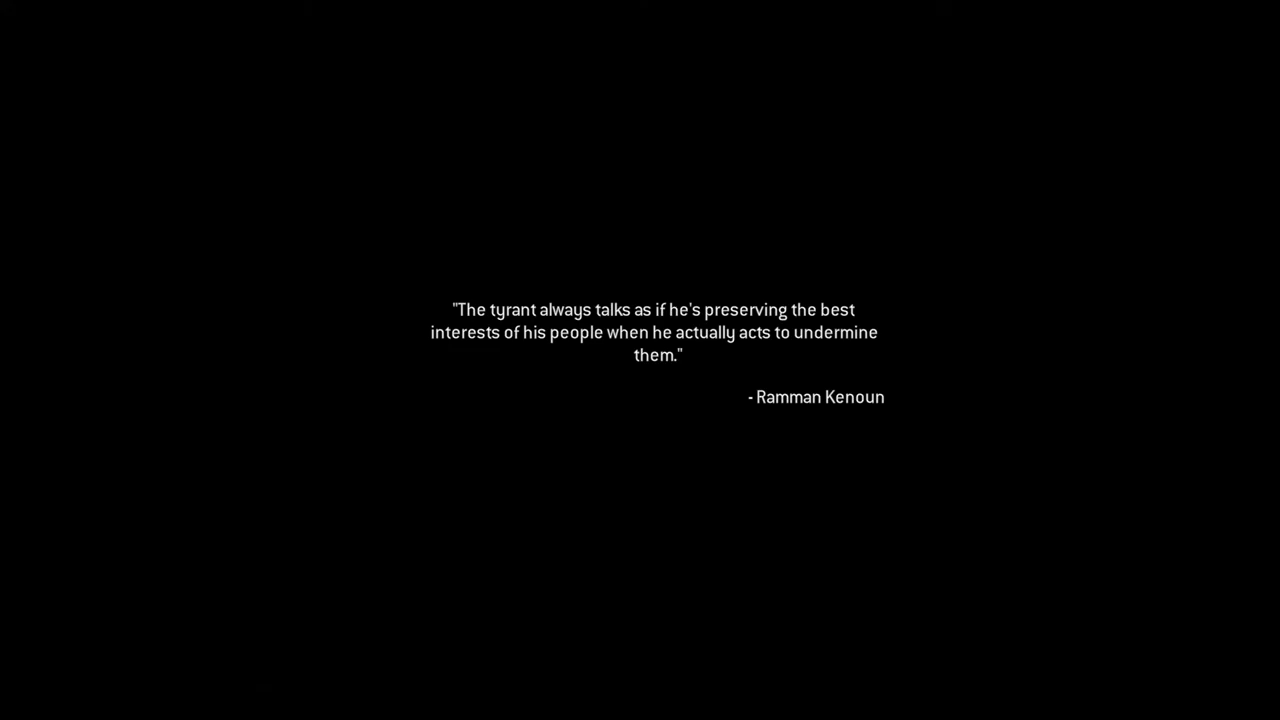 "The tyrant always talks as if he's preserving the best
interests of his people when he actually acts to undermine
them."
- Ramman Kenoun